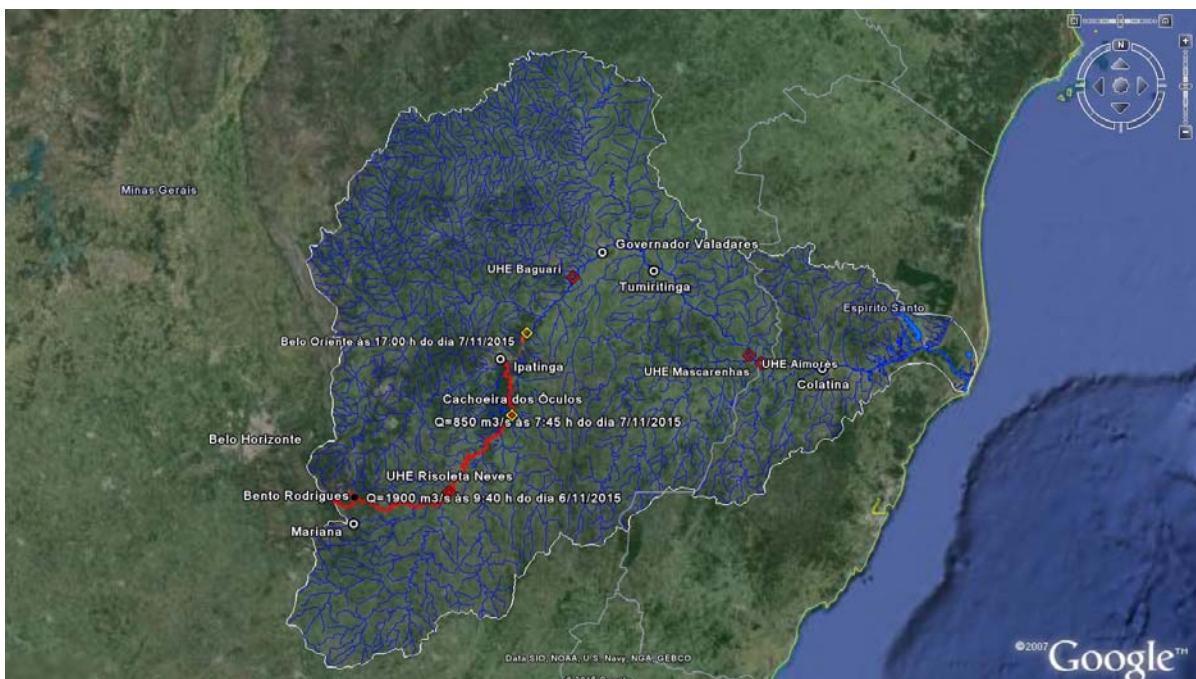 N
Minas Gerais
Governador Valadares
UHE Baguari
Tumiritinga
Espírito Santo
Belo Oriente às 17:00 h do dia 7/11/2015
Ipatinga
UHE Aimorés
UHE Mascarenhas
Colatina
Cachoeira dos Óculos
Q=850 m3/s às 7:45 h do dia 7/11/2015
Belo Horizonte
UHE Risoleta Neves
Bento Rodrigues
Q=1900 m3/s às 9:40 h do dia 6/11/2015
Mariana
Data SIO, NOAA, U.S. Navy, NGA, GEBCO
©2007 Google™